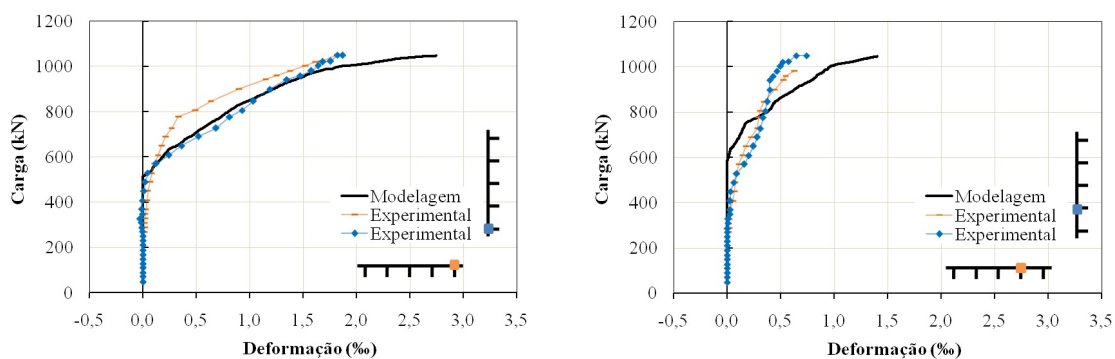 1200
1000
800
600
400
200
0
Carga (kN)
-0,5 0,0 0,5 1,0 1,5 2,0 2,5 3,0 3,5
Deformação (‰)
Modelagem
Experimental
Experimental
1200
1000
800
600
400
200
0
Carga (kN)
-0,5 0,0 0,5 1,0 1,5 2,0 2,5 3,0 3,5
Deformação (‰)
Modelagem
Experimental
Experimental